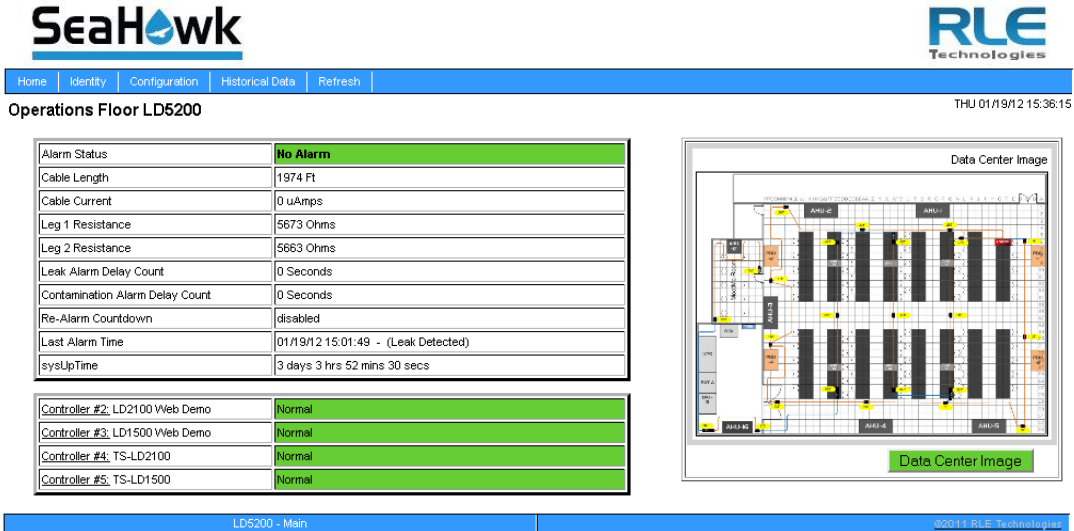 SeaHawk
RLE
Technologies
Home Identity Configuration Historical Data Refresh
Operations Floor LD5200
THU 01/19/12 15:36:15
Alarm Status No Alarm
Cable Length 1974 Ft
Cable Current 0 uAmps
Leg 1 Resistance 5673 Ohms
Leg 2 Resistance 5663 Ohms
Leak Alarm Delay Count 0 Seconds
Contamination Alarm Delay Count 0 Seconds
Re-Alarm Countdown disabled
Last Alarm Time 01/19/12 15:01:49 - (Leak Detected)
sysUpTime 3 days 3 hrs 52 mins 30 secs
Controller #2: LD2100 Web Demo Normal
Controller #3: LD1500 Web Demo Normal
Controller #4: TS-LD2100 Normal
Controller #5: TS-LD1500 Normal
Data Center Image
AHU-2
AHU-1
AHU-4
AHU-5
Data Center Image
LD5200 - Main
©2011 RLE Technologies